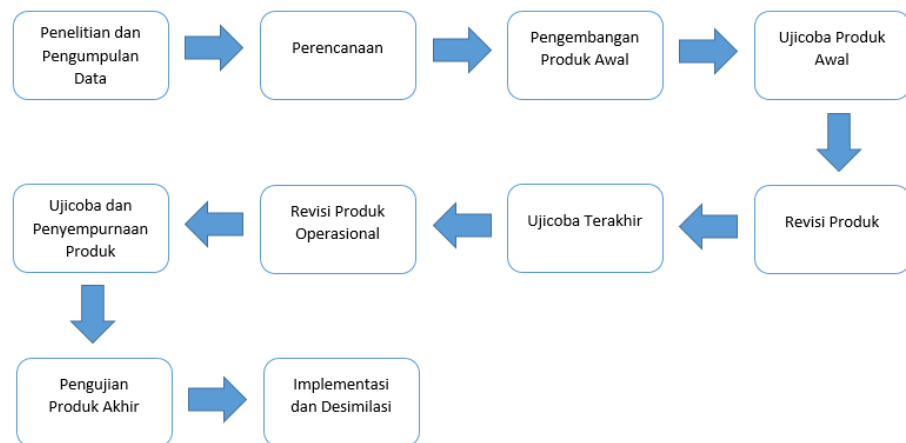 Penelitian dan
Pengumpulan
Data
Perencanaan
Pengembangan
Produk Awal
Ujicoba Produk
Awal
Revisi Produk
Ujicoba Terakhir
Revisi Produk
Operasional
Ujicoba dan
Penyempurnaan
Produk
Pengujian
Produk Akhir
Implementasi
dan Desimilasi